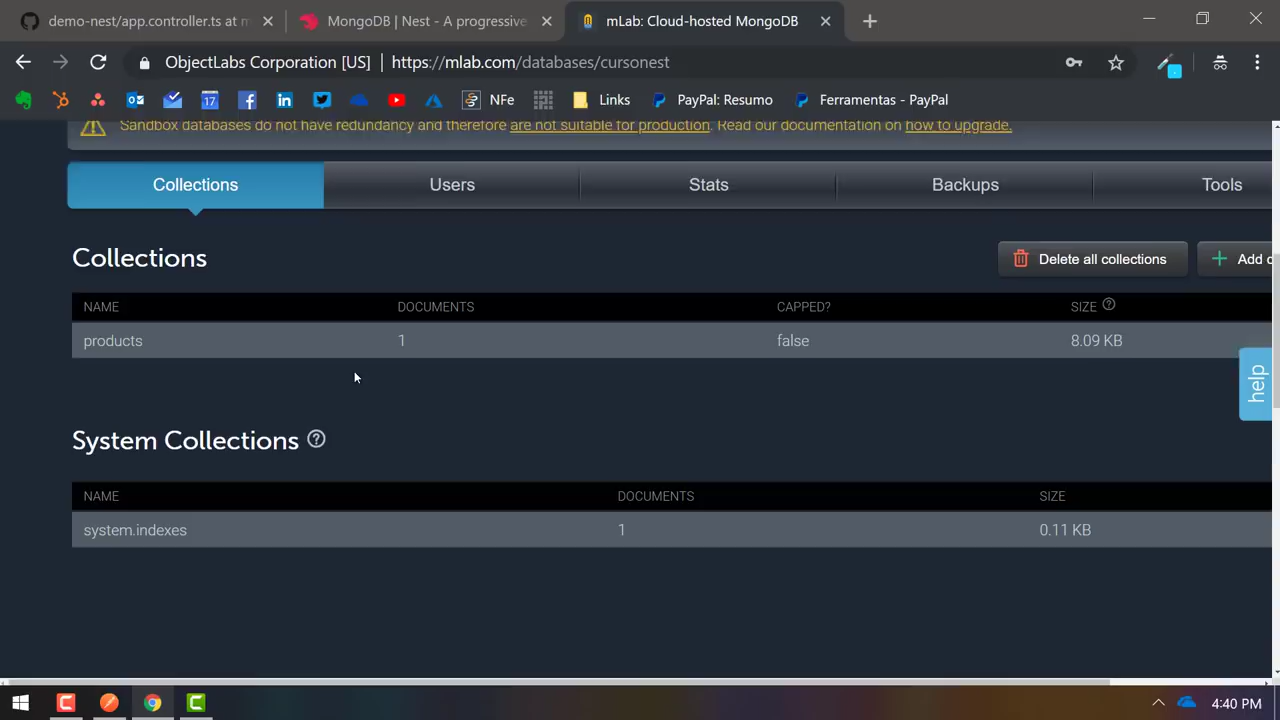 demo-nest/app.controller.ts at m
MongoDB | Nest - A progressive
mLab: Cloud-hosted MongoDB
ObjectLabs Corporation [US] | https://mlab.com/databases/cursonest
NFe
Links
PayPal: Resumo
Ferramentas - PayPal
Sandbox databases do not have redundancy and therefore are not suitable for production. Read our documentation on how to upgrade.
Collections Users Stats Backups Tools
Collections
Delete all collections
Add c
NAME DOCUMENTS CAPPED? SIZE ?
products 1 false 8.09 KB
help
System Collections ?
NAME DOCUMENTS SIZE
system.indexes 1 0.11 KB
4:40 PM